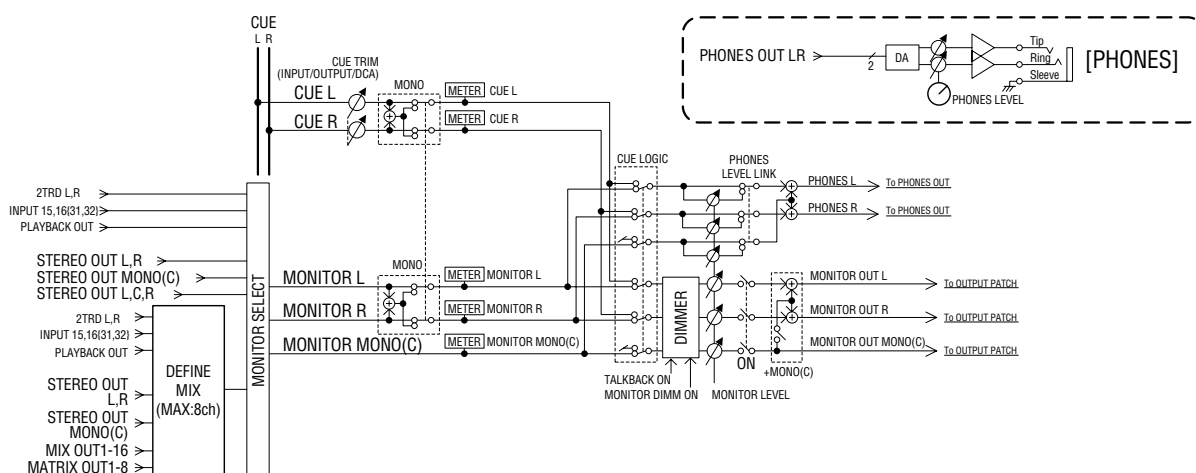 CUE
L R
CUE TRIM
(INPUT/OUTPUT/DCA)
MONO
CUE L
METER CUE L
CUE R
METER CUE R
PHONES OUT LR
2
DA
Tip
Ring
Sleeve
[PHONES]
PHONES LEVEL
CUE LOGIC
PHONES
LEVEL LINK
PHONES L
To PHONES OUT
PHONES R
To PHONES OUT
2TRD L,R
INPUT 15,16(31,32)
PLAYBACK OUT
STEREO OUT L,R
STEREO OUT MONO(C)
STEREO OUT L,C,R
MONITOR SELECT
MONO
MONITOR L
METER MONITOR L
MONITOR R
METER MONITOR R
MONITOR MONO(C)
METER MONITOR MONO(C)
DIMMER
MONITOR OUT L
To OUTPUT PATCH
MONITOR OUT R
To OUTPUT PATCH
MONITOR OUT MONO(C)
To OUTPUT PATCH
ON
+MONO(C)
TALKBACK ON
MONITOR DIMM ON
MONITOR LEVEL
2TRD L,R
INPUT 15,16(31,32)
PLAYBACK OUT
STEREO OUT
L,R
STEREO OUT
MONO(C)
MIX OUT1-16
MATRIX OUT1-8
DEFINE
MIX
(MAX:8ch)